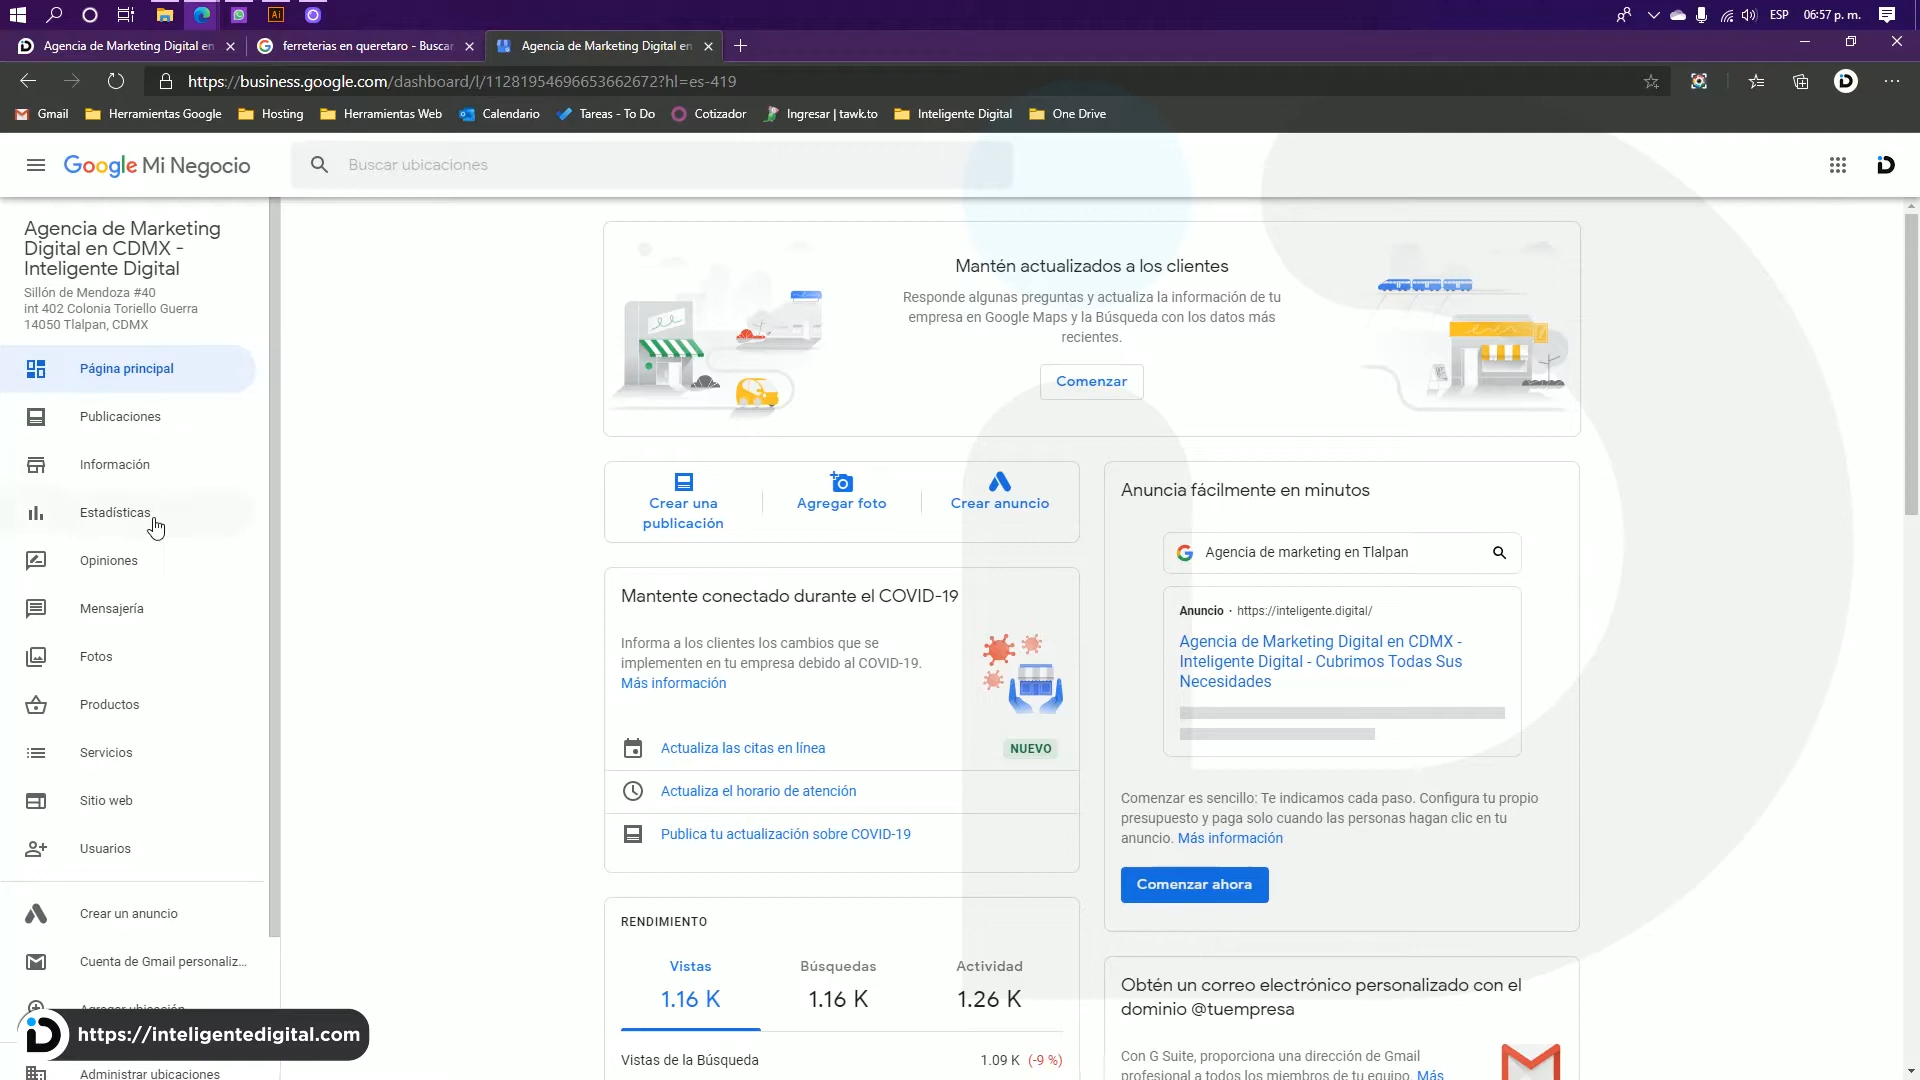 ESP
06:57 p. m.
Agencia de Marketing Digital en
ferreterias en queretaro - Buscar
Agencia de Marketing Digital en
https://business.google.com/dashboard/l/11281954696653662672?hl=es-419
Gmail
Herramientas Google
Hosting
Herramientas Web
Calendario
Tareas - To Do
Cotizador
Ingresar | tawk.to
Inteligente Digital
One Drive
Google Mi Negocio
Buscar ubicaciones
Agencia de Marketing
Digital en CDMX -
Inteligente Digital
Sillón de Mendoza #40
int 402 Colonia Toriello Guerra
14050 Tlalpan, CDMX
Página principal
Publicaciones
Información
Estadísticas
Opiniones
Mensajería
Fotos
Productos
Servicios
Sitio web
Usuarios
Crear un anuncio
Cuenta de Gmail personaliz...
Agregar ubicación
https://inteligentedigital.com
Administrar ubicaciones
Mantén actualizados a los clientes
Responde algunas preguntas y actualiza la información de tu
empresa en Google Maps y la Búsqueda con los datos más
recientes.
Comenzar
Crear una
publicación
Agregar foto
Crear anuncio
Mantente conectado durante el COVID-19
Informa a los clientes los cambios que se
implementen en tu empresa debido al COVID-19.
Más información
Actualiza las citas en línea
NUEVO
Actualiza el horario de atención
Publica tu actualización sobre COVID-19
RENDIMIENTO
Vistas
Búsquedas
Actividad
1.16 K
1.16 K
1.26 K
Vistas de la Búsqueda
1.09 K (-9 %)
Anuncia fácilmente en minutos
Agencia de marketing en Tlalpan
Anuncio · https://inteligente.digital/
Agencia de Marketing Digital en CDMX -
Inteligente Digital - Cubrimos Todas Sus
Necesidades
Comenzar es sencillo: Te indicamos cada paso. Configura tu propio
presupuesto y paga solo cuando las personas hagan clic en tu
anuncio. Más información
Comenzar ahora
Obtén un correo electrónico personalizado con el
dominio @tuempresa
Con G Suite, proporciona una dirección de Gmail
profesional a todos los miembros de tu equipo. Más